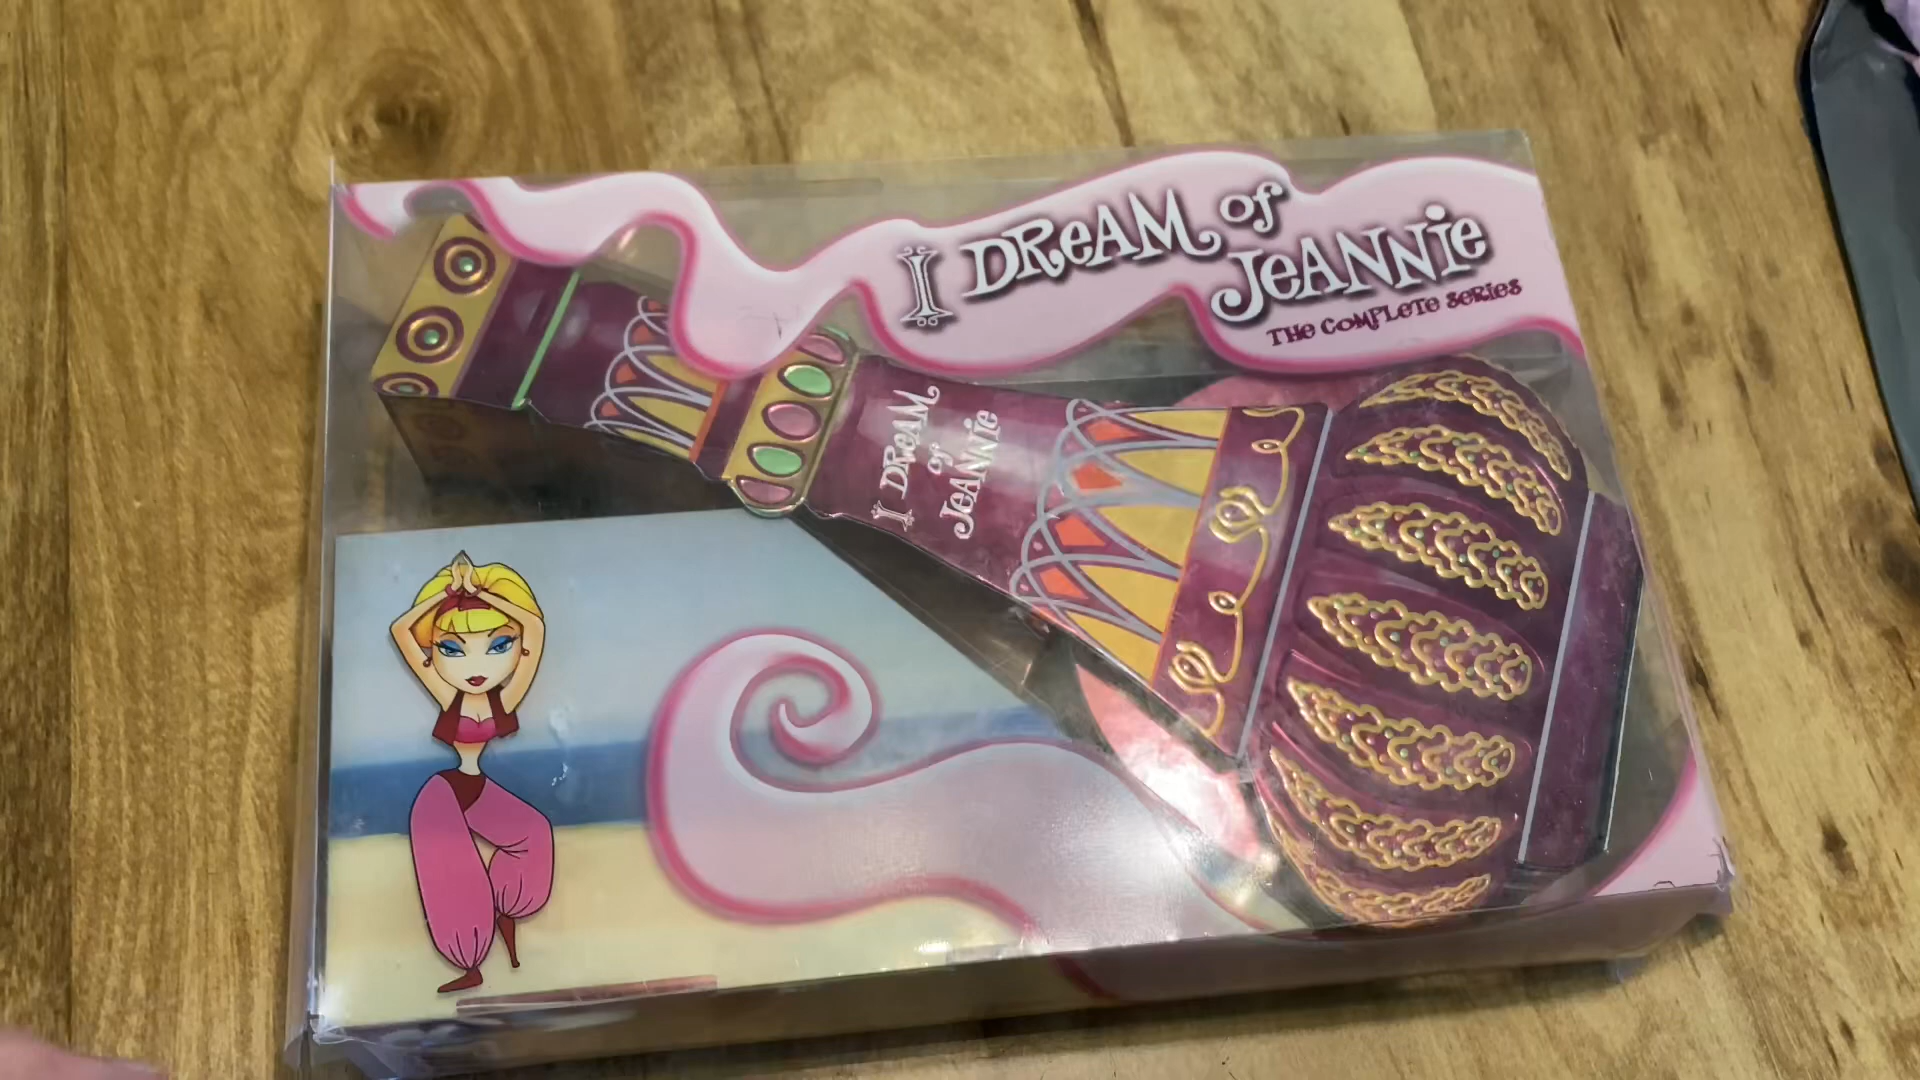 I DREAM of
JEANNIE
THE COMPLETE SERIES
I DREAM
of
JEANNIE